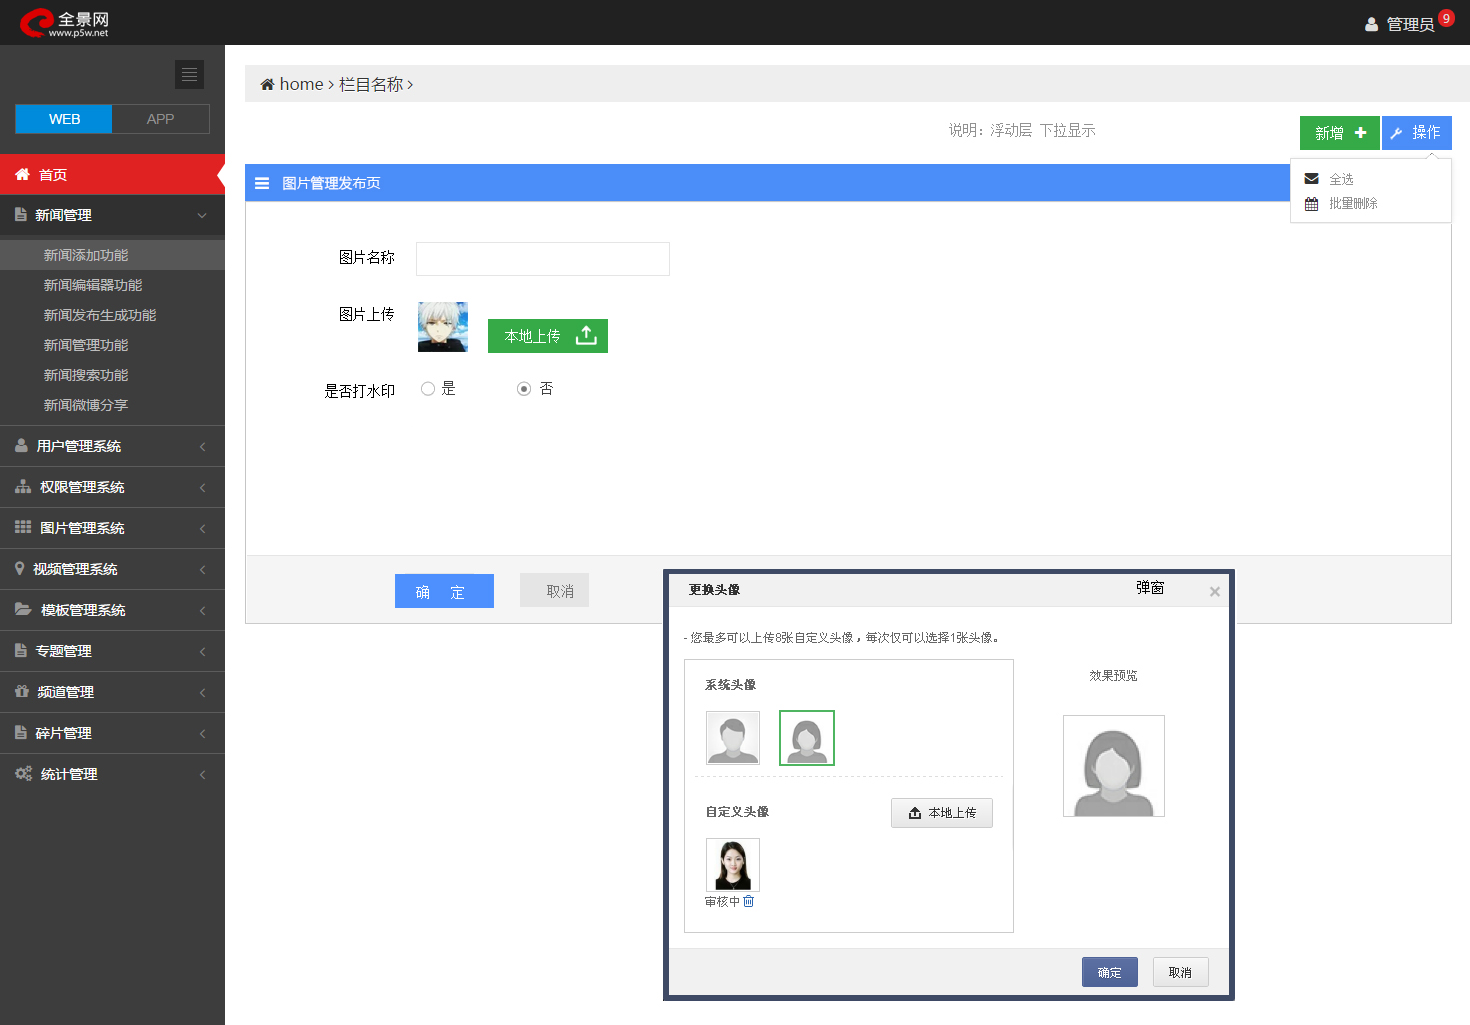 全景网
www.p5w.net
管理员
9
WEB
APP
首页
新闻管理
新闻添加功能
新闻编辑器功能
新闻发布生成功能
新闻管理功能
新闻搜索功能
新闻微博分享
用户管理系统
权限管理系统
图片管理系统
视频管理系统
模板管理系统
专题管理
频道管理
碎片管理
统计管理
home > 栏目名称 >
说明：浮动层 下拉显示
新增
操作
全选
批量删除
图片管理发布页
图片名称
图片上传
本地上传
是否打水印
是
否
确 定
取消
更换头像
弹窗
- 您最多可以上传8张自定义头像，每次仅可以选择1张头像。
系统头像
效果预览
自定义头像
本地上传
审核中
确定
取消